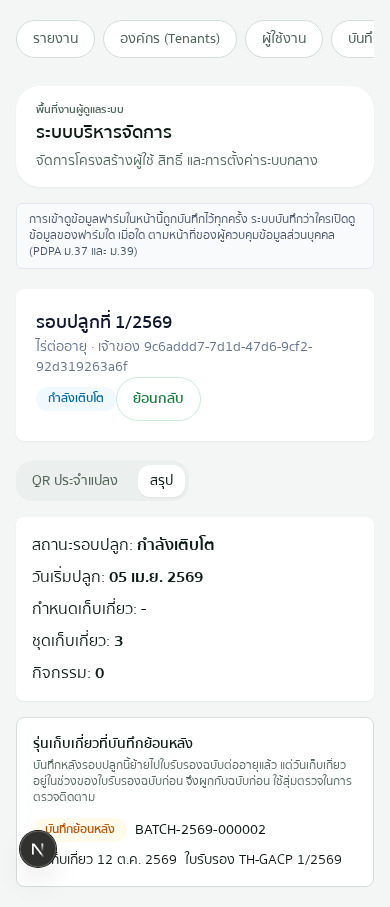 รายงาน องค์กร (Tenants) ผู้ใช้งาน
พื้นที่งานผู้ดูแลระบบ
ระบบบริหารจัดการ
จัดการโครงสร้างผู้ใช้ สิทธิ์ และการตั้งค่าระบบกลาง
การเข้าดูข้อมูลฟาร์มในหน้านี้ถูกบันทึกไว้ทุกครั้ง ระบบบันทึกว่าใครเปิดดู
ข้อมูลของฟาร์มใด เมื่อใด ตามหน้าที่ของผู้ควบคุมข้อมูลส่วนบุคคล
(PDPA ม.37 และ ม.39)
รอบปลูกที่ 1/2569
ไร่ต่ออายุ · เจ้าของ 9c6addd7-7d1d-47d6-9cf2-
92d319263a6f
กำลังเติบโต ย้อนกลับ
QR ประจำแปลง สรุป
สถานะรอบปลูก: กำลังเติบโต
วันเริ่มปลูก: 05 เม.ย. 2569
กำหนดเก็บเกี่ยว: -
ชุดเก็บเกี่ยว: 3
กิจกรรม: 0
รุ่นเก็บเกี่ยวที่บันทึกย้อนหลัง
บันทึกหลังรอบปลูกนี้ย้ายไปใบรับรองฉบับต่ออายุแล้ว แต่วันเก็บเกี่ยว
อยู่ในช่วงของใบรับรองฉบับก่อน จึงผูกกับฉบับก่อน ใช้สุ่มตรวจในการ
ตรวจติดตาม
บันทึกย้อนหลัง BATCH-2569-000002
N
12 ต.ค. 2569 ใบรับรอง TH-GACP 1/2569